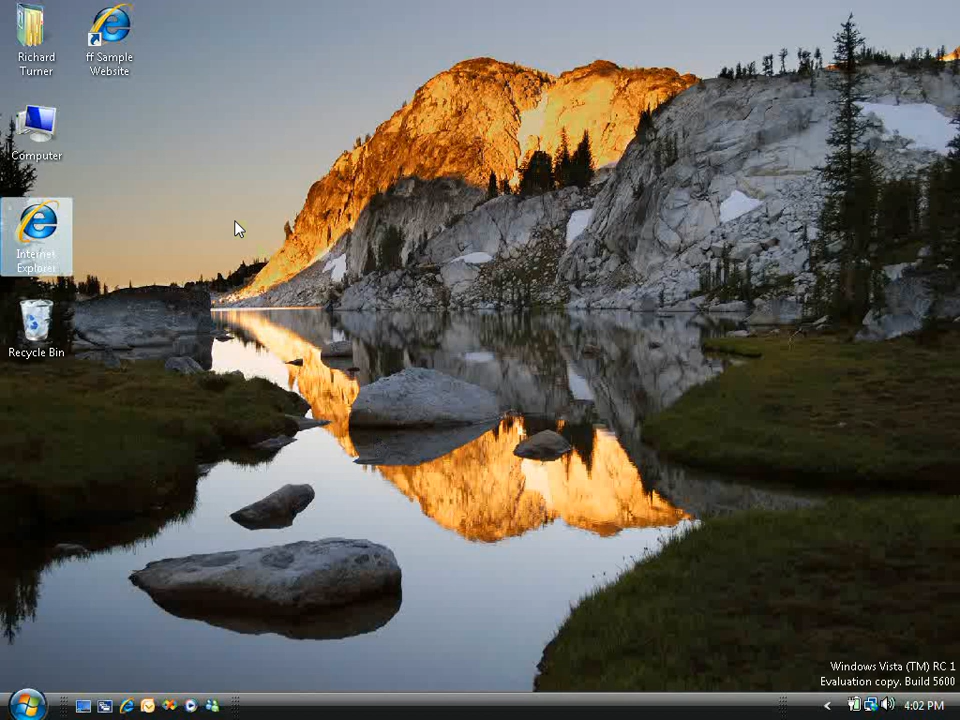 Richard
Turner
ff Sample
Website
Computer
Internet
Explorer
Recycle Bin
Windows Vista (TM) RC 1
Evaluation copy. Build 5600
4:02 PM